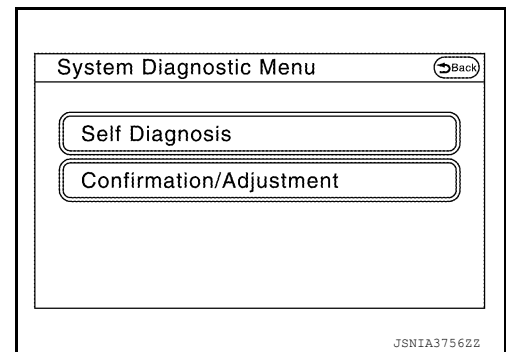 System Diagnostic Menu Back
Self Diagnosis
Confirmation/Adjustment
JSNIA3756ZZ